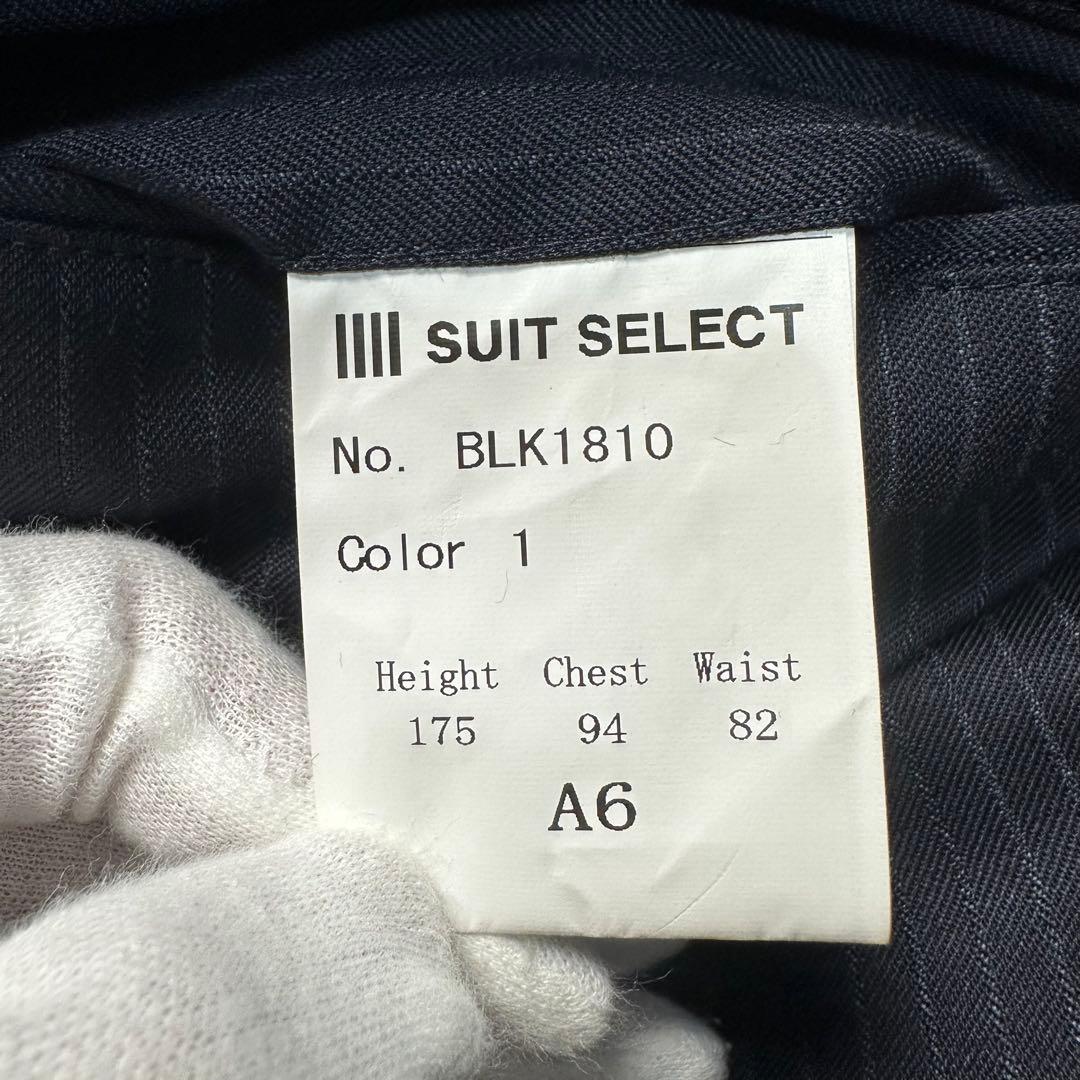 SUIT SELECT
No. BLK1810
Color 1
Height Chest Waist
175 94 82
A6